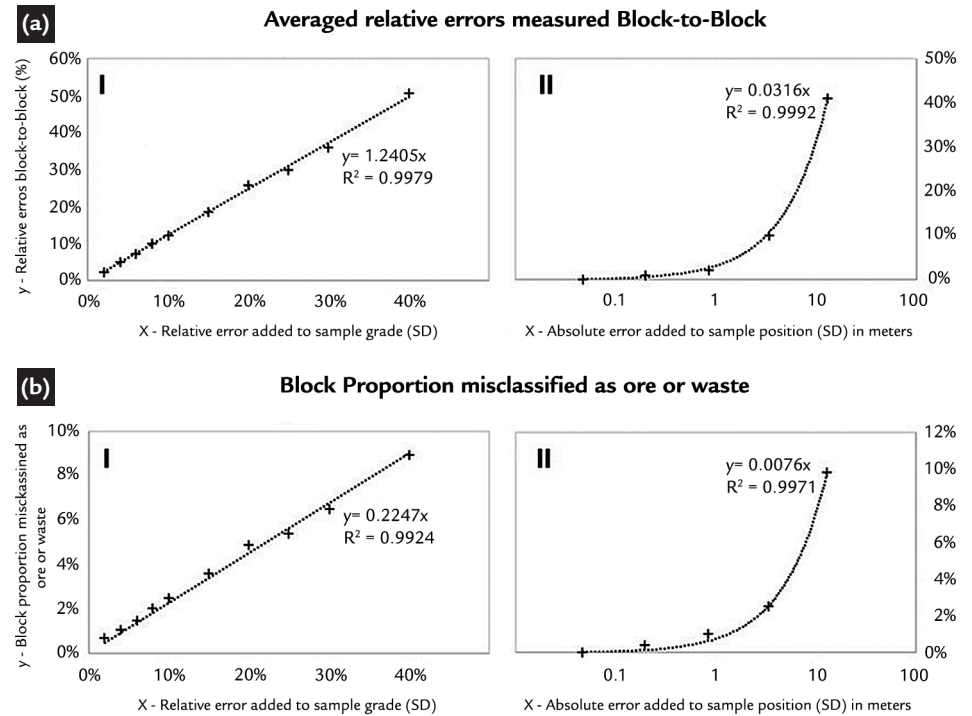 (a)
Averaged relative errors measured Block-to-Block
y - Relative erros block-to-block (%)
60%
50%
40%
30%
20%
10%
0%
I
y= 1.2405x
R² = 0.9979
0%
10%
20%
30%
40%
X - Relative error added to sample grade (SD)
II
y= 0.0316x
R² = 0.9992
50%
40%
30%
20%
10%
0%
0.1
1
10
100
X - Absolute error added to sample position (SD) in meters
(b)
Block Proportion misclassified as ore or waste
y - Block proportion misckassined as
ore or waste
10%
8%
6%
4%
2%
0%
I
y= 0.2247x
R² = 0.9924
0%
10%
20%
30%
40%
X - Relative error added to sample grade (SD)
II
y= 0.0076x
R² = 0.9971
12%
10%
8%
6%
4%
2%
0%
0.1
1
10
100
X - Absolute error added to sample position (SD) in meters